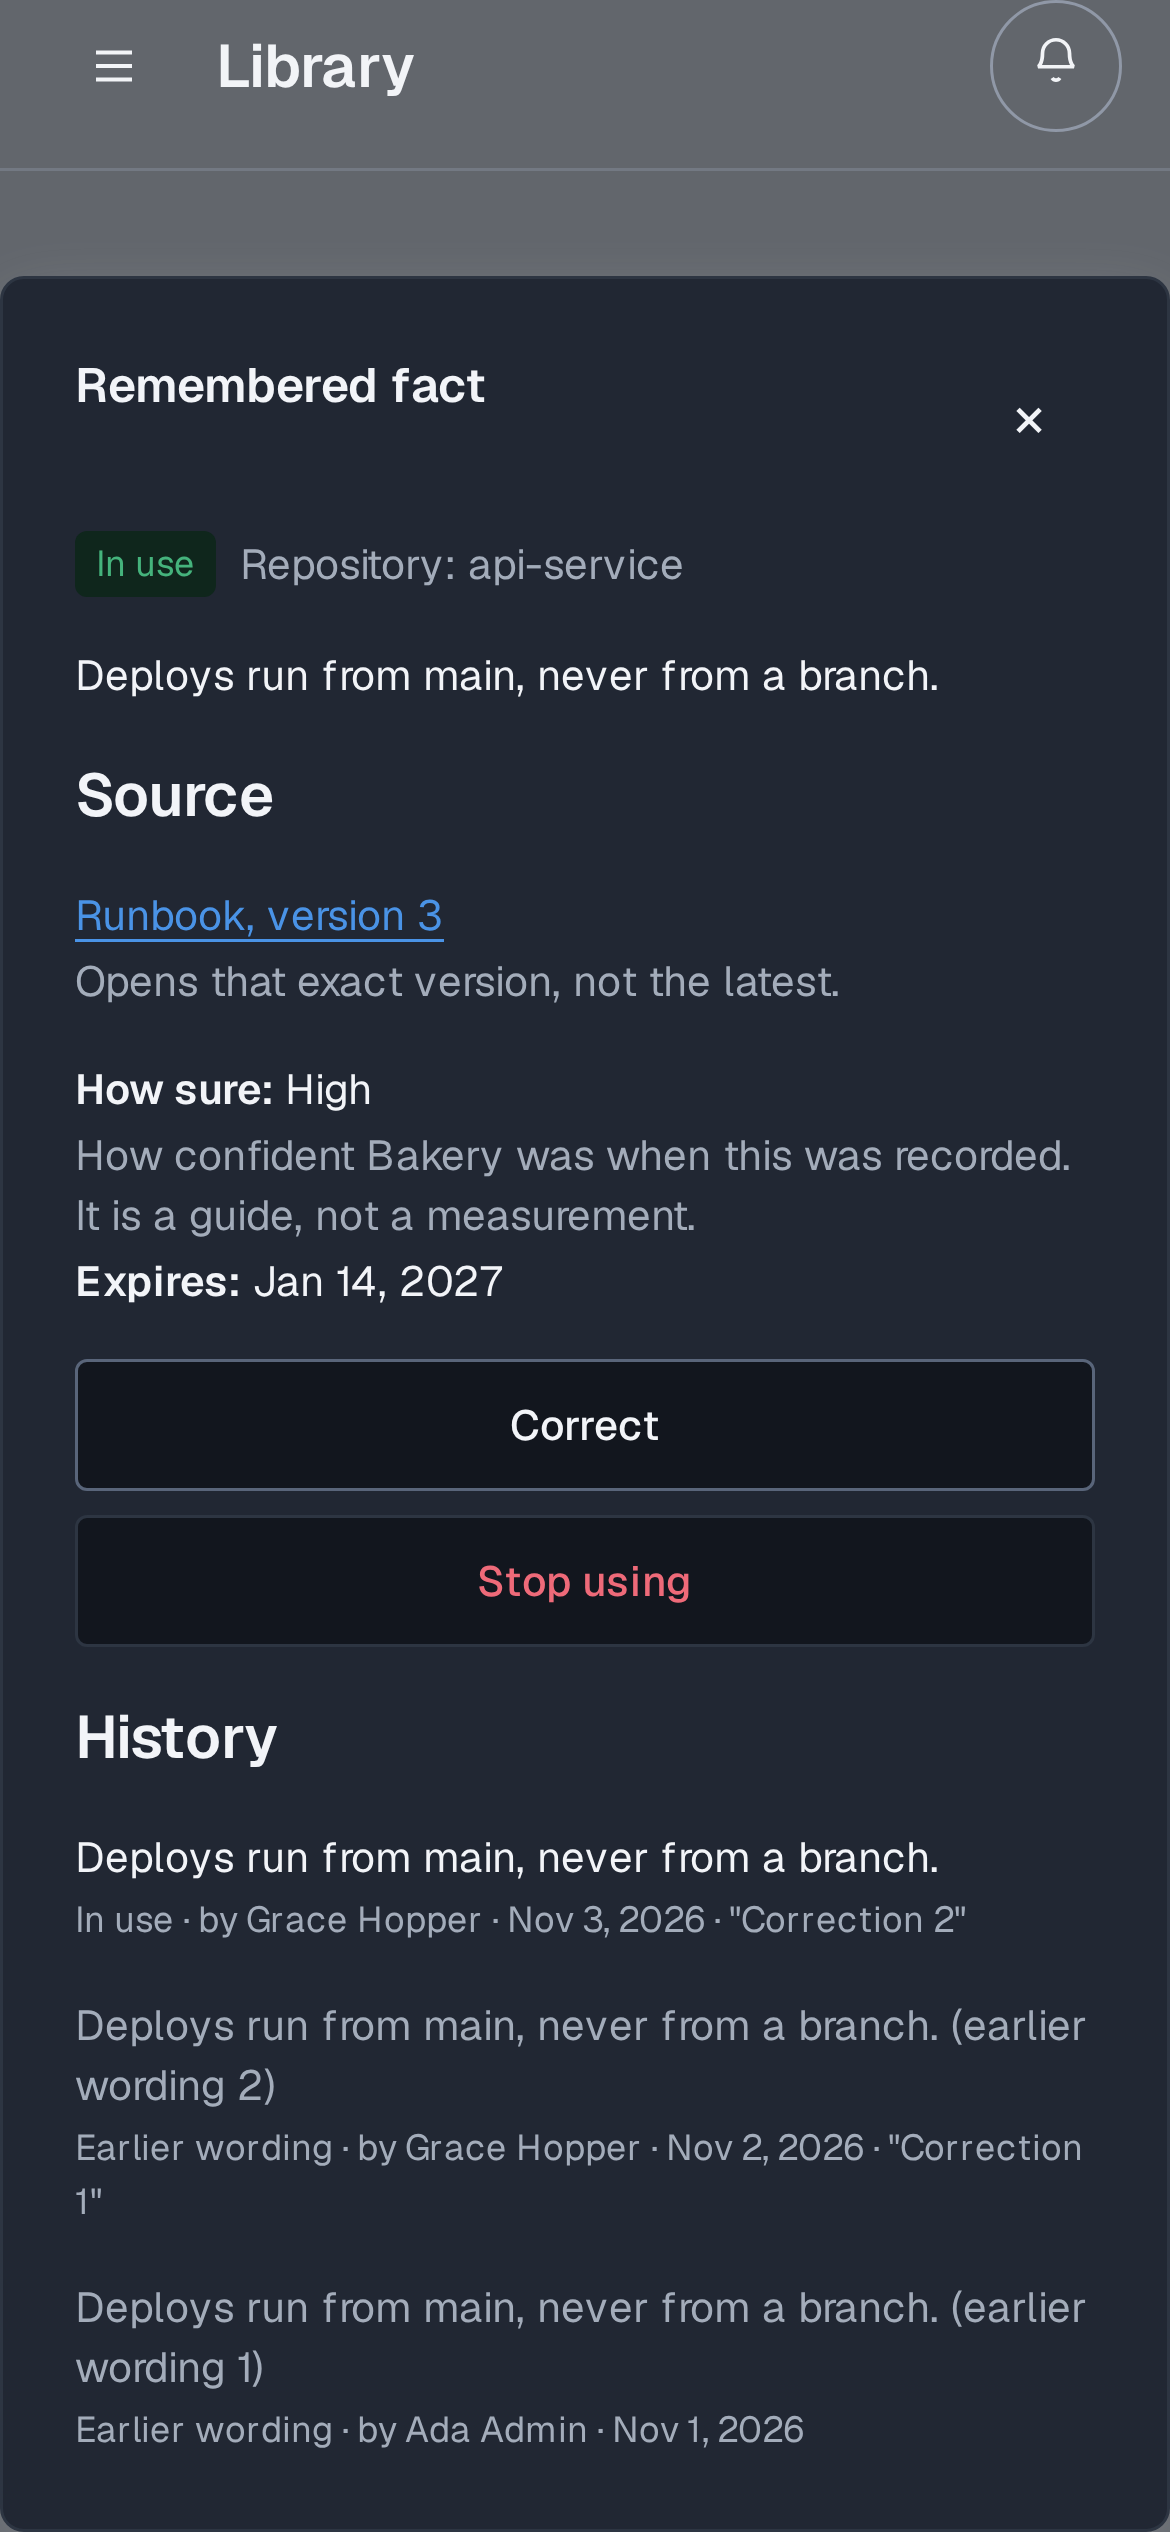 Library
Remembered fact
In use
Repository: api-service
Deploys run from main, never from a branch.
Source
Runbook, version 3
Opens that exact version, not the latest.
How sure: High
How confident Bakery was when this was recorded.
It is a guide, not a measurement.
Expires: Jan 14, 2027
Correct
Stop using
History
Deploys run from main, never from a branch.
In use · by Grace Hopper · Nov 3, 2026 · "Correction 2"
Deploys run from main, never from a branch. (earlier
wording 2)
Earlier wording · by Grace Hopper · Nov 2, 2026 · "Correction
1"
Deploys run from main, never from a branch. (earlier
wording 1)
Earlier wording · by Ada Admin · Nov 1, 2026